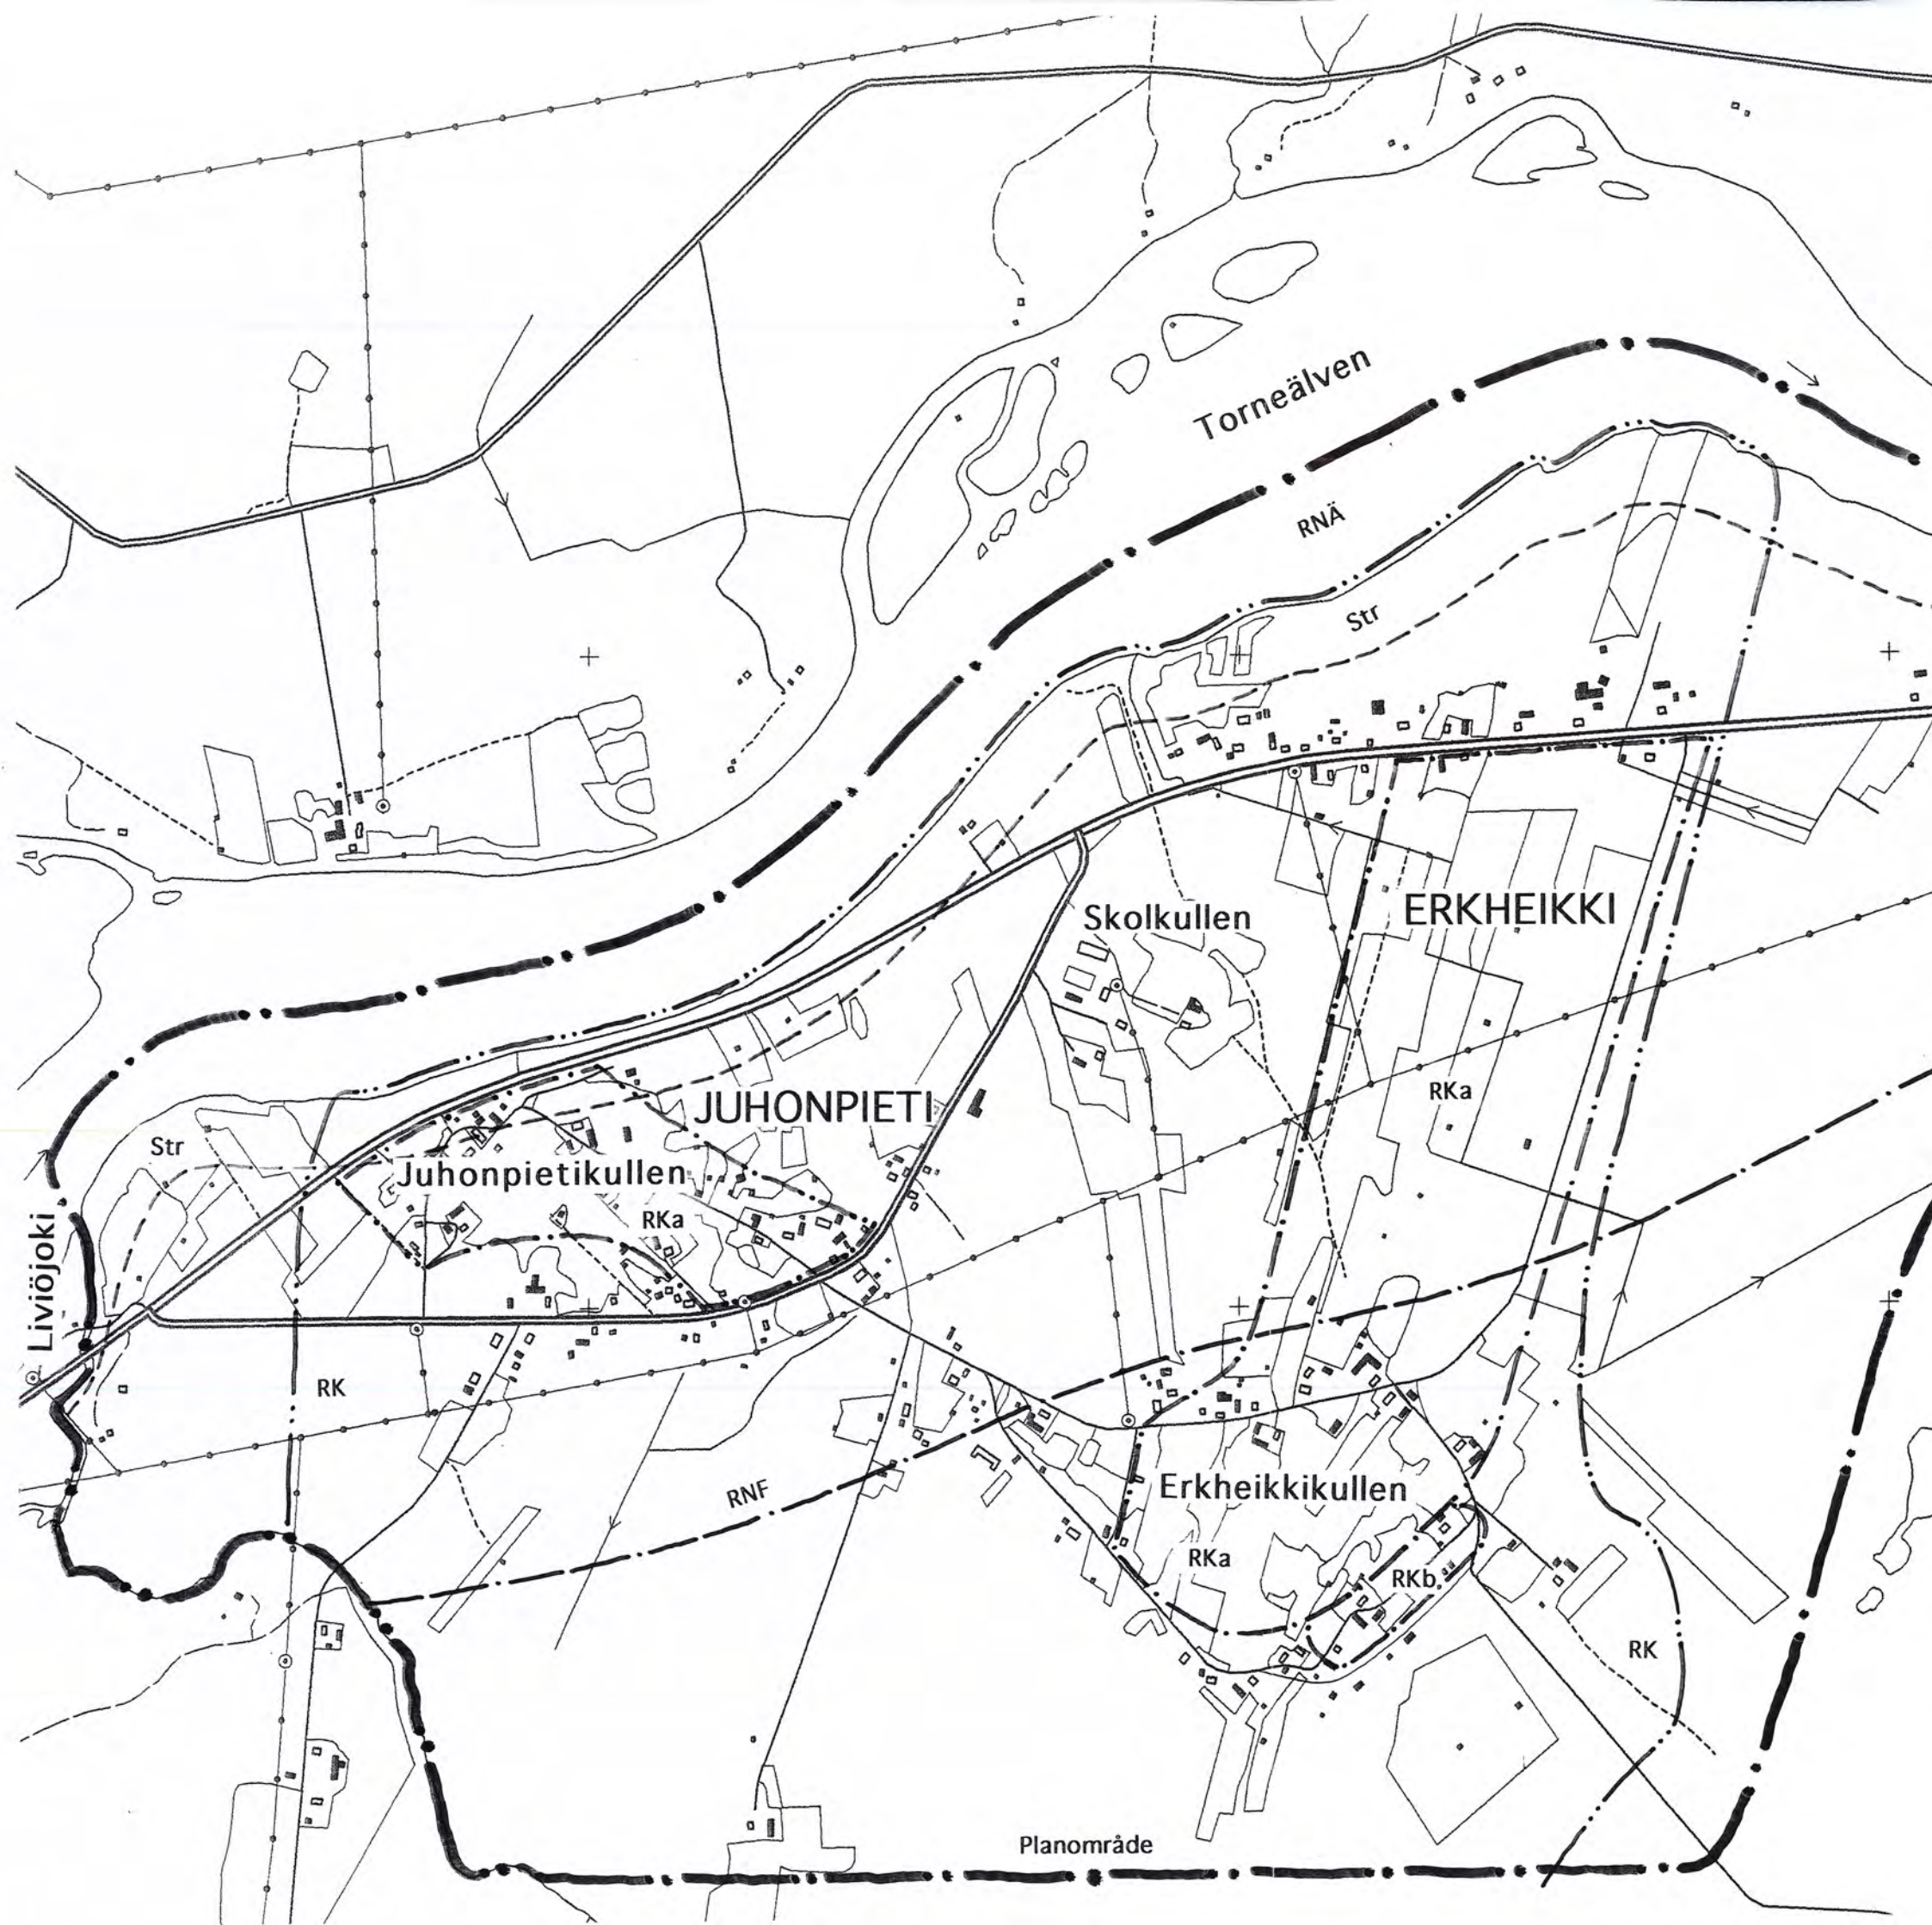 Torneälven
RNÄ
Str
Skolkullen
ERKHEIKKI
RKa
JUHONPIETI
Str
Juhonpietikullen
RKa
Liviöjoki
RK
RNF
Erkheikkikullen
RKa
RKb
RK
Planområde